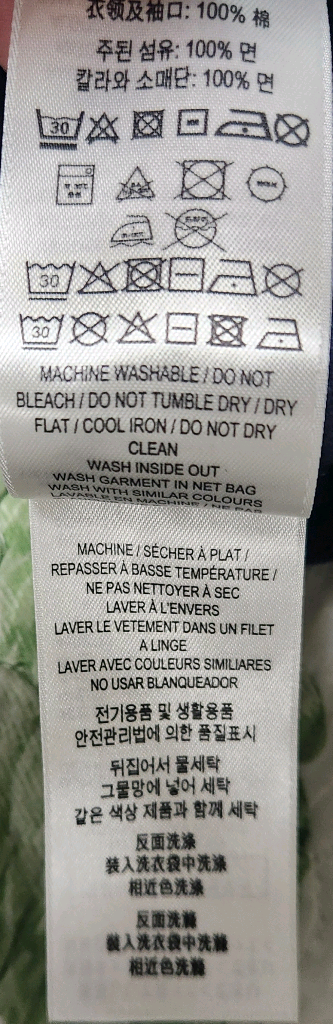 衣领及袖口: 100% 棉
주된 섬유: 100% 면
칼라와 소매단: 100% 면
30
30
30
MACHINE WASHABLE / DO NOT
BLEACH / DO NOT TUMBLE DRY / DRY
FLAT / COOL IRON / DO NOT DRY
CLEAN
WASH INSIDE OUT
WASH GARMENT IN NET BAG
WASH WITH SIMILAR COLOURS
LAVABLE EN MACHINE / NE PAS
MACHINE / SÉCHER À PLAT /
REPASSER À BASSE TEMPÉRATURE /
NE PAS NETTOYER À SEC
LAVER À L'ENVERS
LAVER LE VETEMENT DANS UN FILET
A LINGE
LAVER AVEC COULEURS SIMILIARES
NO USAR BLANQUEADOR
전기용품 및 생활용품
안전관리법에 의한 품질표시
뒤집어서 물세탁
그물망에 넣어 세탁
같은 색상 제품과 함께 세탁
反面洗涤
装入洗衣袋中洗涤
相近色洗涤
反面洗滌
裝入洗衣袋中洗滌
相近色洗滌